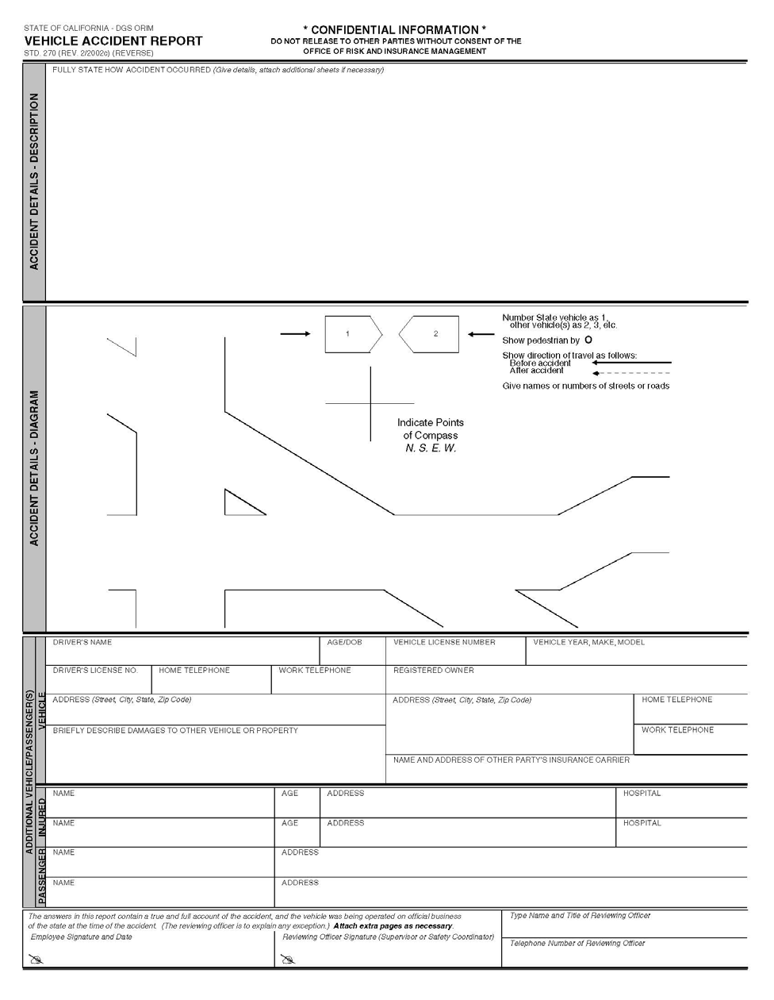 STATE OF CALIFORNIA - DGS ORIM
VEHICLE ACCIDENT REPORT
STD. 270 (REV. 2/2002c) (REVERSE)
* CONFIDENTIAL INFORMATION *
DO NOT RELEASE TO OTHER PARTIES WITHOUT CONSENT OF THE
OFFICE OF RISK AND INSURANCE MANAGEMENT
ACCIDENT DETAILS - DESCRIPTION
FULLY STATE HOW ACCIDENT OCCURRED (Give details, attach additional sheets if necessary)
ACCIDENT DETAILS - DIAGRAM
1
2
Number State vehicle as 1,
other vehicle(s) as 2, 3, etc.
Show pedestrian by O
Show direction of travel as follows:
Before accident
After accident
Give names or numbers of streets or roads
Indicate Points
of Compass
N. S. E. W.
ADDITIONAL VEHICLE/PASSENGER(S)
VEHICLE
DRIVER'S NAME
AGE/DOB
VEHICLE LICENSE NUMBER
VEHICLE YEAR, MAKE, MODEL
DRIVER'S LICENSE NO.
HOME TELEPHONE
WORK TELEPHONE
REGISTERED OWNER
ADDRESS (Street, City, State, Zip Code)
ADDRESS (Street, City, State, Zip Code)
HOME TELEPHONE
BRIEFLY DESCRIBE DAMAGES TO OTHER VEHICLE OR PROPERTY
WORK TELEPHONE
NAME AND ADDRESS OF OTHER PARTY'S INSURANCE CARRIER
INJURED
NAME
AGE
ADDRESS
HOSPITAL
NAME
AGE
ADDRESS
HOSPITAL
PASSENGER
NAME
ADDRESS
NAME
ADDRESS
The answers in this report contain a true and full account of the accident, and the vehicle was being operated on official business
of the state at the time of the accident. (The reviewing officer is to explain any exception.) Attach extra pages as necessary.
Employee Signature and Date
Reviewing Officer Signature (Supervisor or Safety Coordinator)
Type Name and Title of Reviewing Officer
Telephone Number of Reviewing Officer